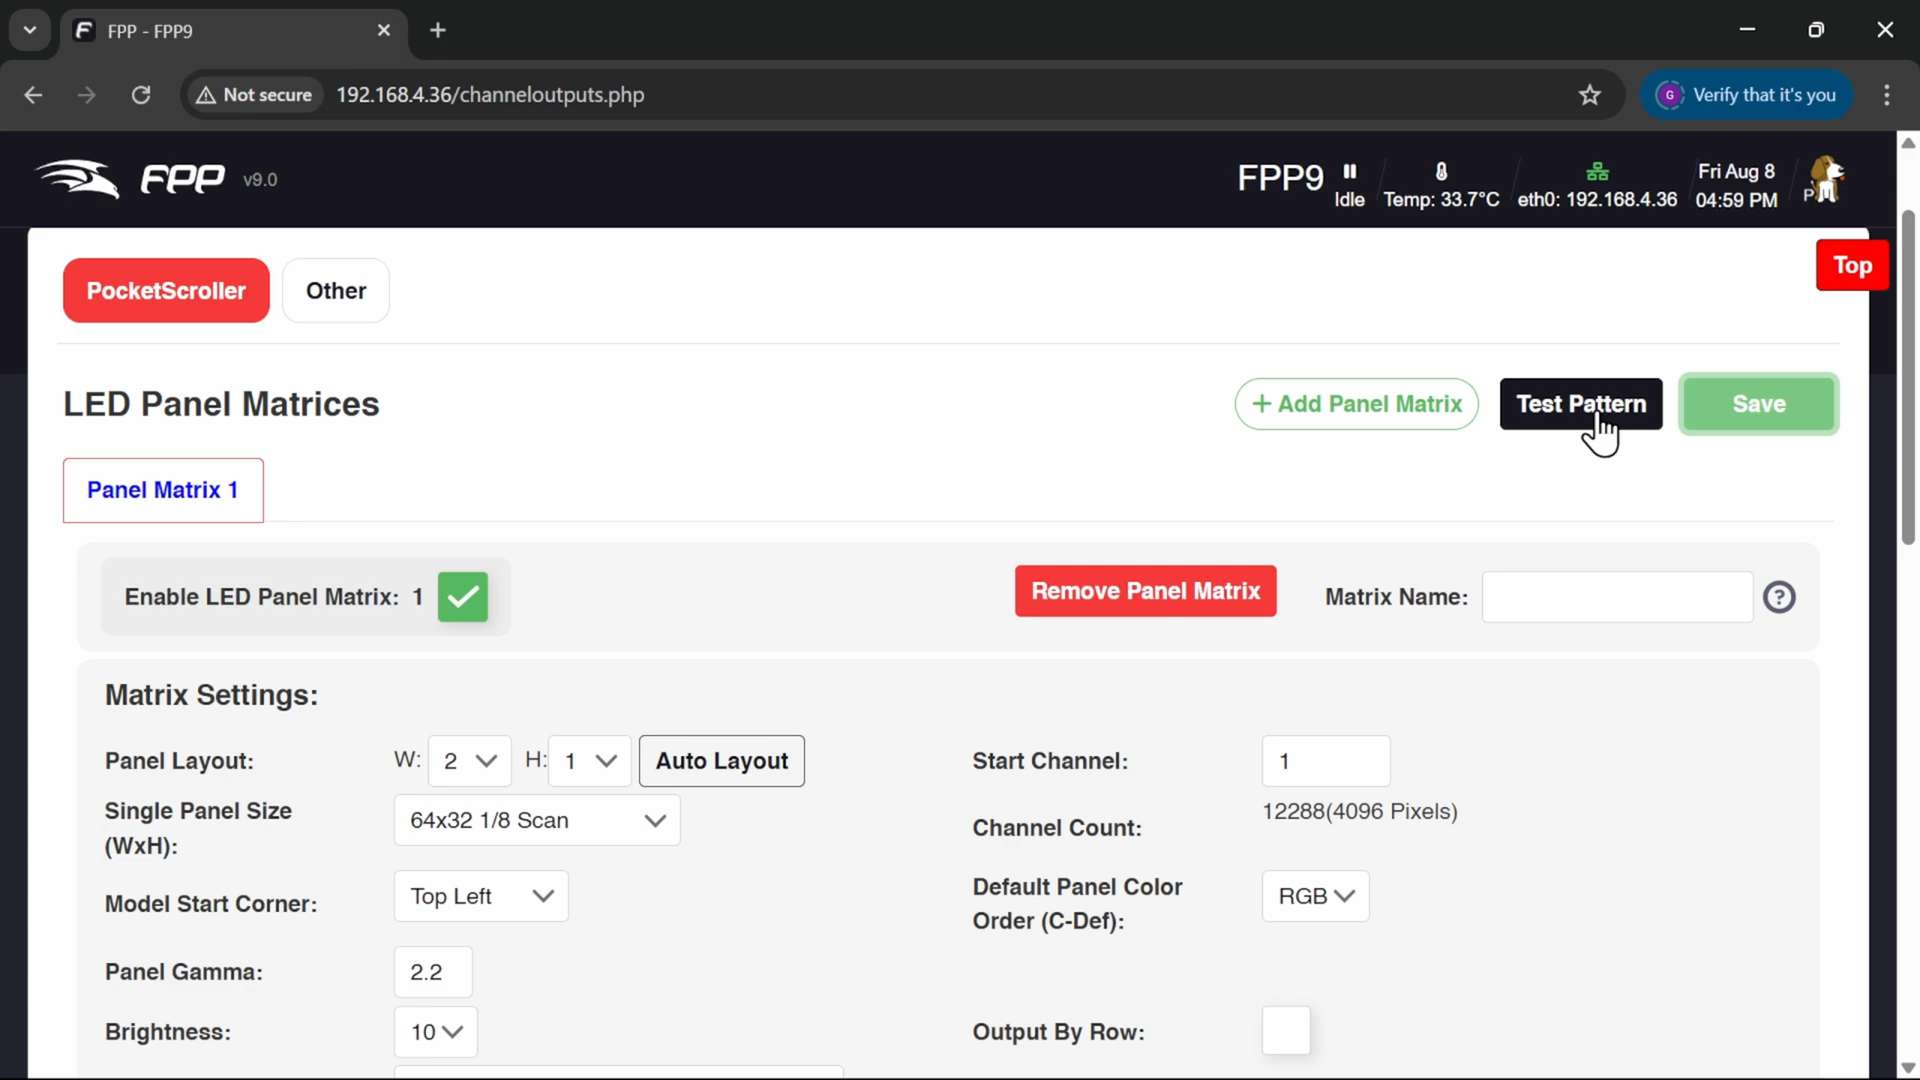 FPP - FPP9
Not secure
192.168.4.36/channeloutputs.php
G
Verify that it's you
FPP
v9.0
FPP9
Idle
Temp: 33.7°C
eth0: 192.168.4.36
Fri Aug 8
04:59 PM
P
Top
PocketScroller
Other
LED Panel Matrices
+ Add Panel Matrix
Test Pattern
Save
Panel Matrix 1
Enable LED Panel Matrix: 1
Remove Panel Matrix
Matrix Name:
?
Matrix Settings:
Panel Layout:
W: 2
H: 1
Auto Layout
Start Channel:
1
Single Panel Size
(WxH):
64x32 1/8 Scan
Channel Count:
12288(4096 Pixels)
Model Start Corner:
Top Left
Default Panel Color
Order (C-Def):
RGB
Panel Gamma:
2.2
Brightness:
10
Output By Row: